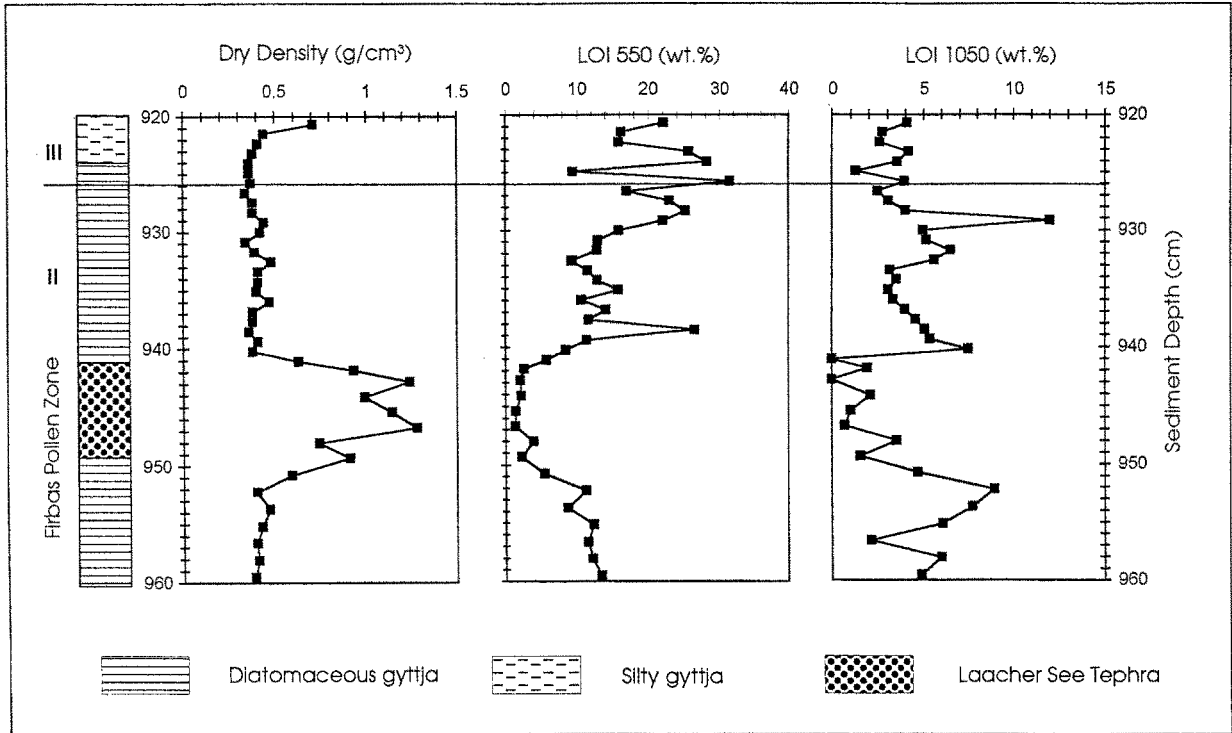 Dry Density (g/cm³) LOI 550 (wt.%) LOI 1050 (wt.%)
0 0.5 1 1.5 0 10 20 30 40 0 5 10 15
920 920
930 930
940 940
950 950
960 960
III
II
Firbas Pollen Zone
Sediment Depth (cm)
Diatomaceous gyttja Silty gyttja Laacher See Tephra